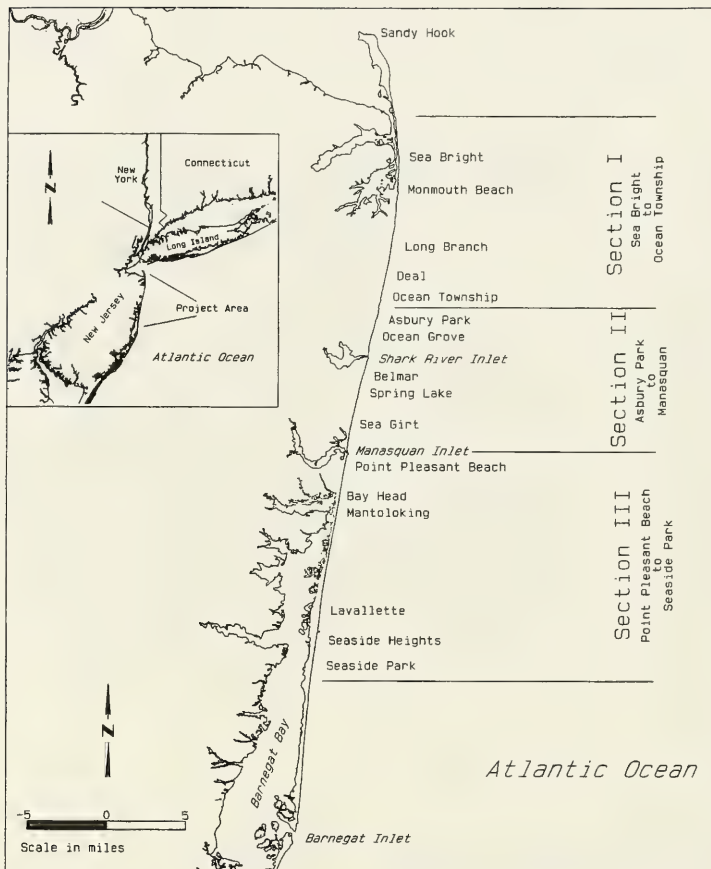 Sandy Hook
N
New
York
Connecticut
Long Island
New Jersey
Project Area
Atlantic Ocean
Sea Bright
Monmouth Beach
Long Branch
Deal
Ocean Township
Section I
Sea Bright
to
Ocean Township
Asbury Park
Ocean Grove
Shark River Inlet
Belmar
Spring Lake
Sea Girt
Manasquan Inlet
Section II
Asbury Park
to
Manasquan
Point Pleasant Beach
Bay Head
Mantoloking
Lavallette
Seaside Heights
Seaside Park
Section III
Point Pleasant Beach
to
Seaside Park
N
Barnegat Bay
Atlantic Ocean
-5 0 5
Scale in miles
Barnegat Inlet